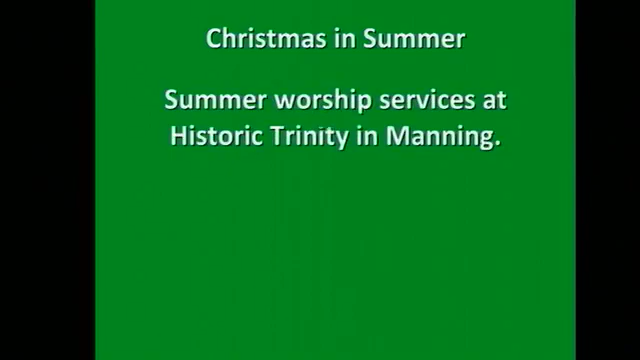 Christmas in Summer
Summer worship services at
Historic Trinity in Manning.